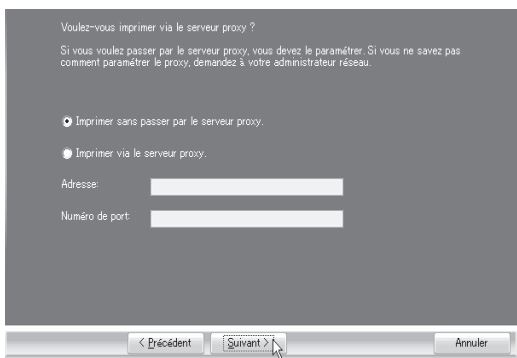 Voulez-vous imprimer via le serveur proxy ?
Si vous voulez passer par le serveur proxy, vous devez le paramétrer. Si vous ne savez pas
comment paramétrer le proxy, demandez à votre administrateur réseau.
Imprimer sans passer par le serveur proxy.
Imprimer via le serveur proxy.
Adresse:
Numéro de port:
< Précédent
Suivant >
Annuler